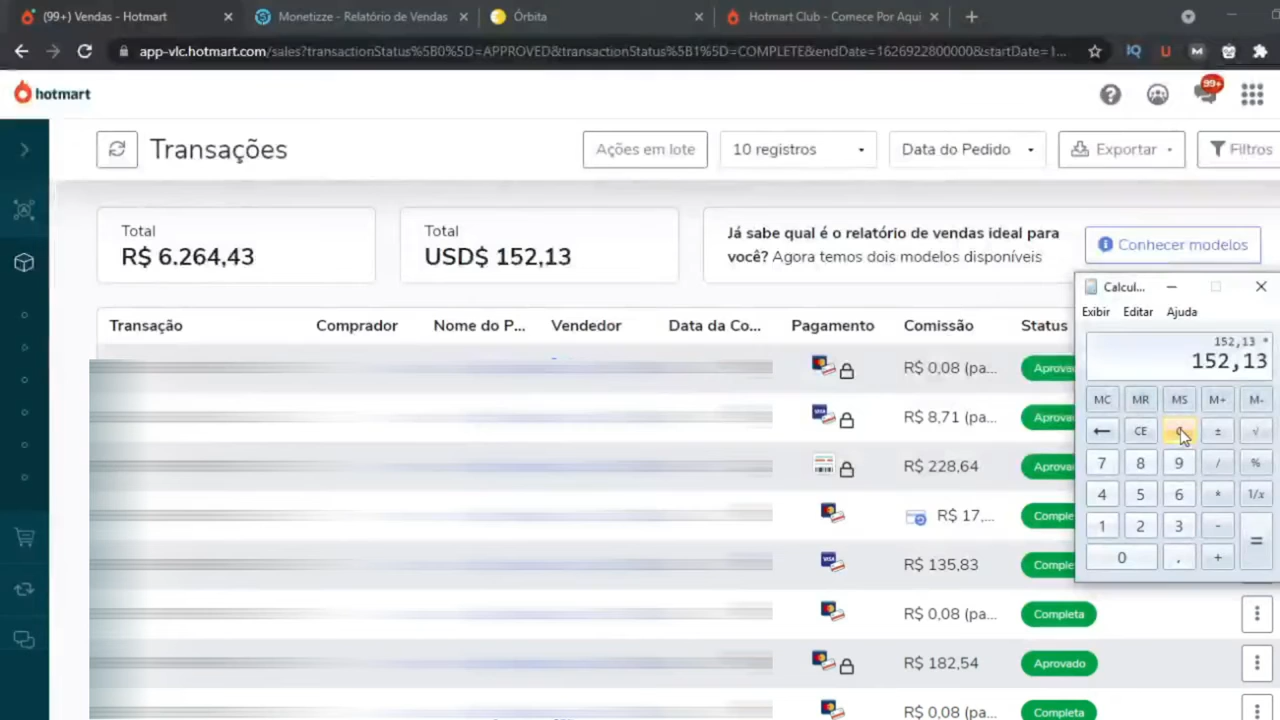 (99+) Vendas - Hotmart
Monetizze - Relatório de Vendas
Órbita
Hotmart Club - Comece Por Aqui
app-vlc.hotmart.com/sales?transactionStatus%5B0%5D=APPROVED&transactionStatus%5B1%5D=COMPLETE&endDate=1626922800000&startDate=1...
IQ U M
hotmart
99+
Transações
Ações em lote
10 registros
Data do Pedido
Exportar
Filtros
Total
R$ 6.264,43
Total
USD$ 152,13
Já sabe qual é o relatório de vendas ideal para
você? Agora temos dois modelos disponíveis
Conhecer modelos
Transação Comprador Nome do P... Vendedor Data da Co... Pagamento Comissão Status
R$ 0,08 (pa...
R$ 8,71 (pa...
R$ 228,64
R$ 17,...
R$ 135,83
R$ 0,08 (pa... Completa
R$ 182,54 Aprovado
R$ 0,08 (pa... Completa
Calcul...
Exibir Editar Ajuda
152,13 *
152,13
MC MR MS M+ M-
← CE ± √
7 8 9 / %
4 5 6 * 1/x
1 2 3 - =
0 , +